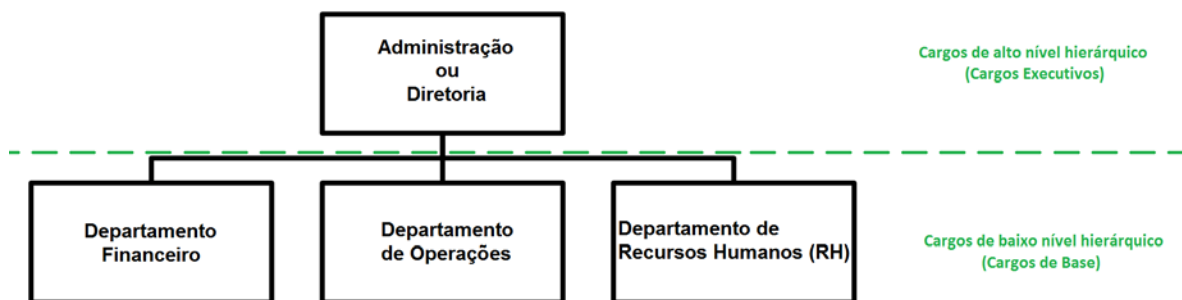 Administração
ou
Diretoria
Cargos de alto nível hierárquico
(Cargos Executivos)
Departamento
Financeiro
Departamento
de Operações
Departamento de
Recursos Humanos (RH)
Cargos de baixo nível hierárquico
(Cargos de Base)